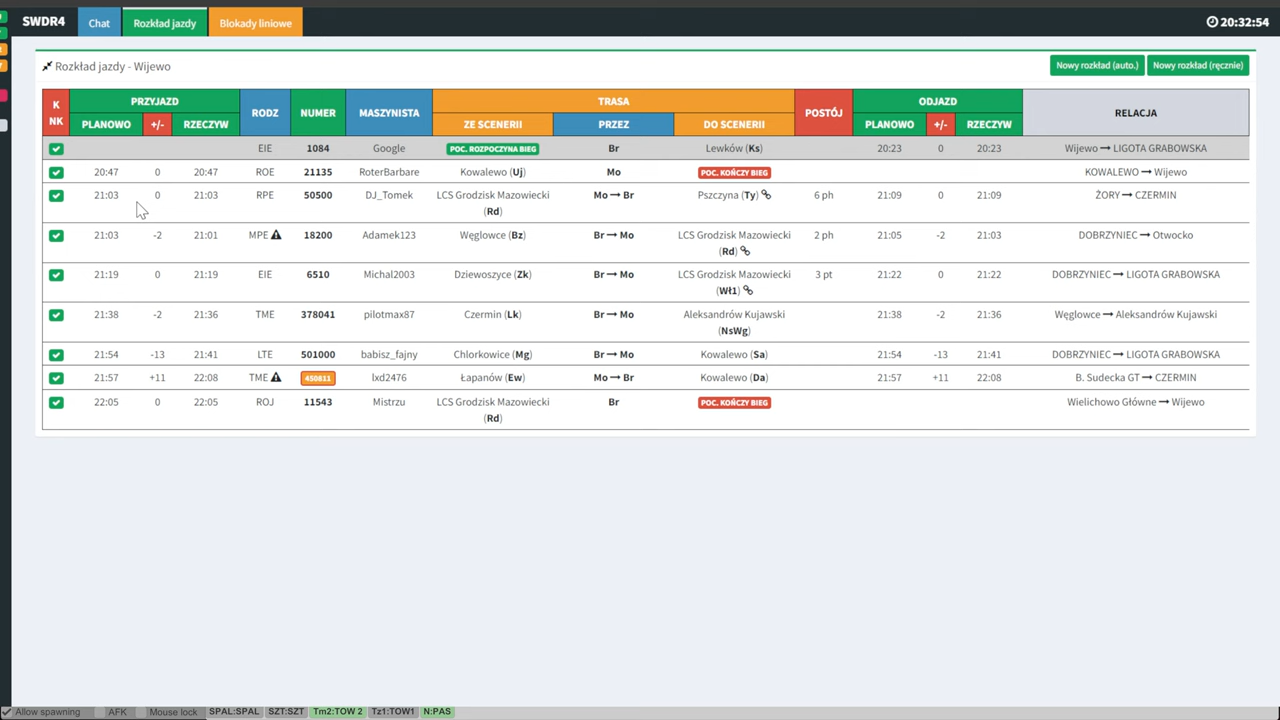 SWDR4 Chat Rozkład jazdy Blokady liniowe 20:32:54
Rozkład jazdy - Wijewo Nowy rozkład (auto.) Nowy rozkład (ręcznie)
K NK PRZYJAZD RODZ NUMER MASZYNISTA TRASA POSTÓJ ODJAZD RELACJA
PLANOWO +/- RZECZYW ZE SCENERII PRZEZ DO SCENERII PLANOWO +/- RZECZYW
EIE 1084 Google POC. ROZPOCZYNA BIEG Br Lewków (Ks) 20:23 0 20:23 Wijewo → LIGOTA GRABOWSKA
20:47 0 20:47 ROE 21135 RoterBarbare Kowalewo (Uj) Mo POC. KOŃCZY BIEG KOWALEWO → Wijewo
21:03 0 21:03 RPE 50500 DJ_Tomek LCS Grodzisk Mazowiecki Mo → Br Pszczyna (Ty) 6 ph 21:09 0 21:09 ŻORY → CZERMIN
(Rd)
21:03 -2 21:01 MPE 18200 Adamek123 Węglowce (Bz) Br → Mo LCS Grodzisk Mazowiecki 2 ph 21:05 -2 21:03 DOBRZYNIEC → Otwocko
(Rd)
21:19 0 21:19 EIE 6510 Michal2003 Dziewoszyce (Zk) Br → Mo LCS Grodzisk Mazowiecki 3 pt 21:22 0 21:22 DOBRZYNIEC → LIGOTA GRABOWSKA
(Wł1)
21:38 -2 21:36 TME 378041 pilotmax87 Czermin (Lk) Br → Mo Aleksandrów Kujawski 21:38 -2 21:36 Węglowce → Aleksandrów Kujawski
(NsWg)
21:54 -13 21:41 LTE 501000 babisz_fajny Chlorkowice (Mg) Br → Mo Kowalewo (Sa) 21:54 -13 21:41 DOBRZYNIEC → LIGOTA GRABOWSKA
21:57 +11 22:08 TME 450811 lxd2476 Łapanów (Ew) Mo → Br Kowalewo (Da) 21:57 +11 22:08 B. Sudecka GT → CZERMIN
22:05 0 22:05 ROJ 11543 Mistrzu LCS Grodzisk Mazowiecki Br POC. KOŃCZY BIEG Wielichowo Główne → Wijewo
(Rd)
Allow spawning AFK Mouse lock SPAL:SPAL SZT:SZT Tm2:TOW 2 Tz1:TOW1 N:PAS